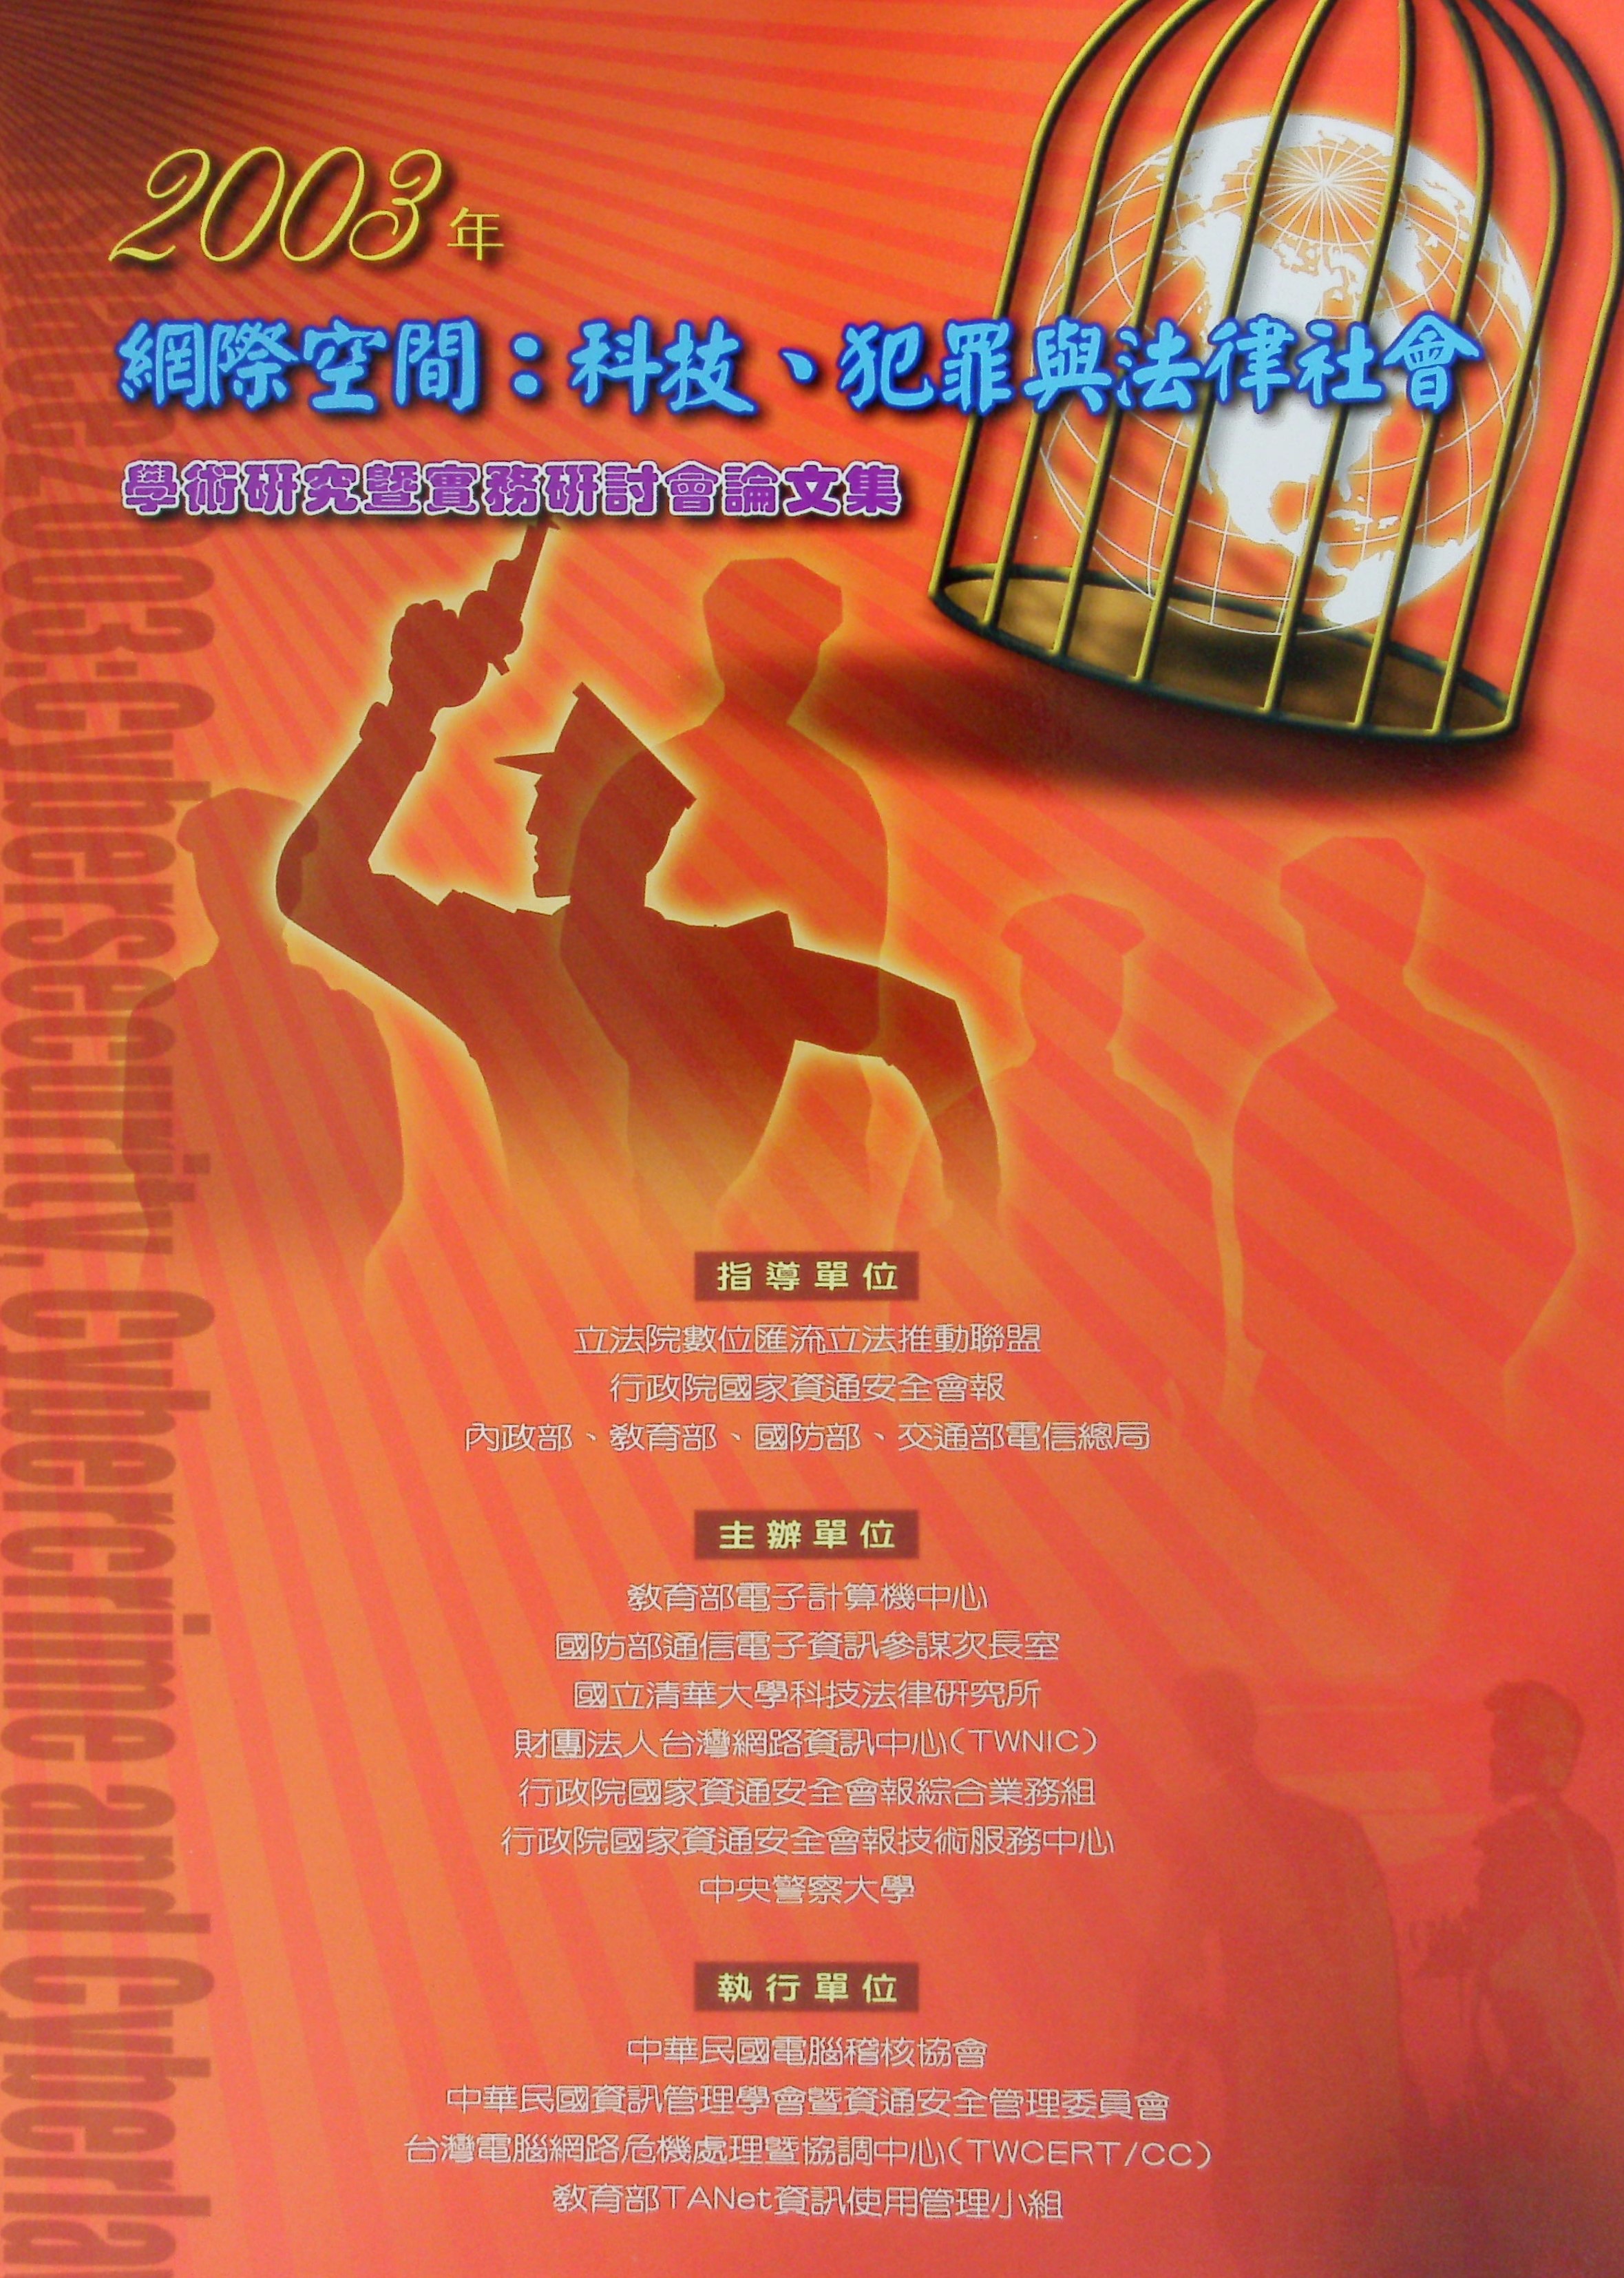 2003年
網際空間：科技、犯罪與法律社會
學術研究暨實務研討會論文集
指導單位
立法院數位匯流立法推動聯盟
行政院國家資通安全會報
內政部、教育部、國防部、交通部電信總局
主辦單位
教育部電子計算機中心
國防部通信電子資訊參謀次長室
國立清華大學科技法律研究所
財團法人台灣網路資訊中心(TWNIC)
行政院國家資通安全會報綜合業務組
行政院國家資通安全會報技術服務中心
中央警察大學
執行單位
中華民國電腦稽核協會
中華民國資訊管理學會暨資通安全管理委員會
台灣電腦網路危機處理暨協調中心(TWCERT/CC)
教育部TANet資訊使用管理小組
2003:Cybersecurity, Cybercrime and Cyberla